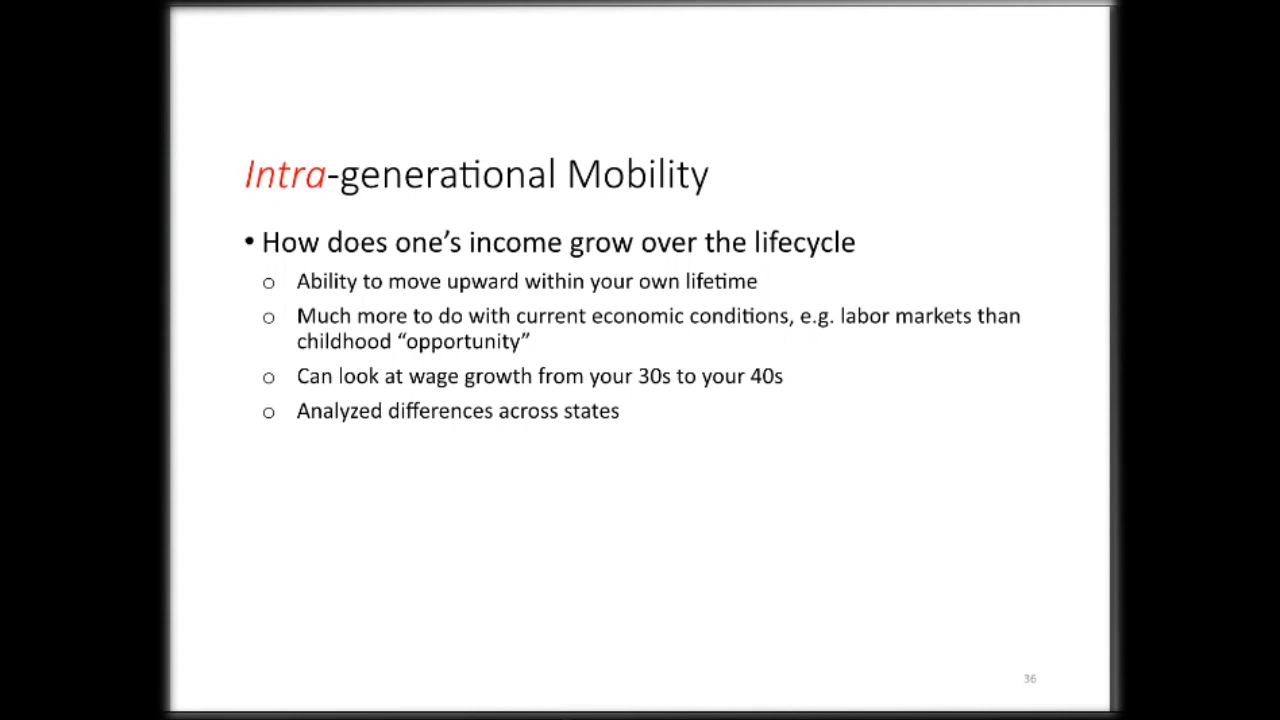 Intra-generational Mobility
• How does one’s income grow over the lifecycle
o Ability to move upward within your own lifetime
o Much more to do with current economic conditions, e.g. labor markets than
childhood “opportunity”
o Can look at wage growth from your 30s to your 40s
o Analyzed differences across states
36